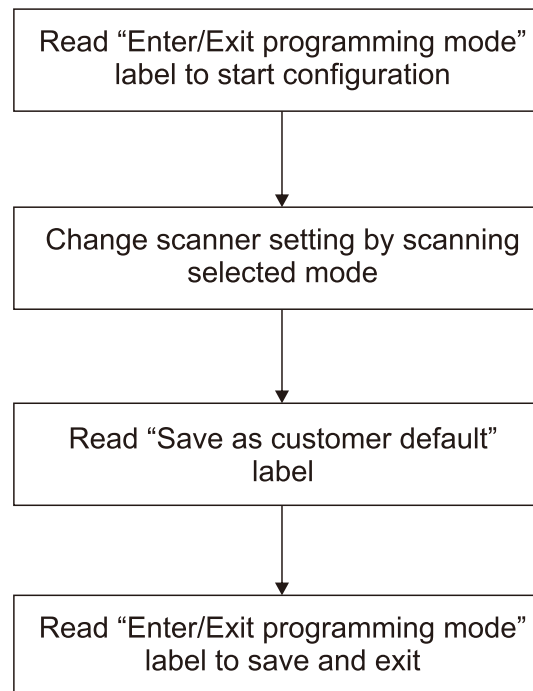 Read “Enter/Exit programming mode”
label to start configuration
Change scanner setting by scanning
selected mode
Read “Save as customer default”
label
Read “Enter/Exit programming mode”
label to save and exit